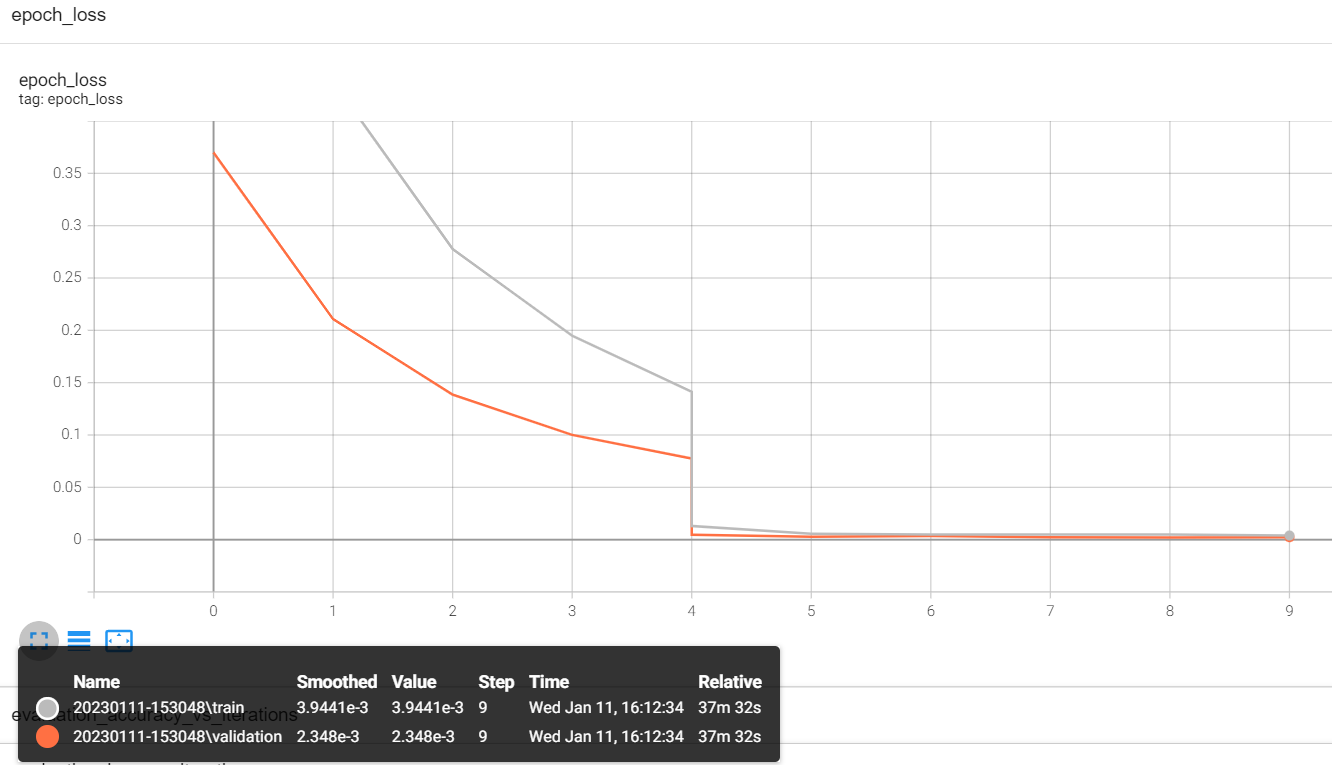 epoch_loss
epoch_loss
tag: epoch_loss
0.35
0.3
0.25
0.2
0.15
0.1
0.05
0
0 1 2 3 4 5 6 7 8 9
Name Smoothed Value Step Time Relative
20230111-153048\train 3.9441e-3 3.9441e-3 9 Wed Jan 11, 16:12:34 37m 32s
evaluation_accuracy_vs_iterations
20230111-153048\validation 2.348e-3 2.348e-3 9 Wed Jan 11, 16:12:34 37m 32s